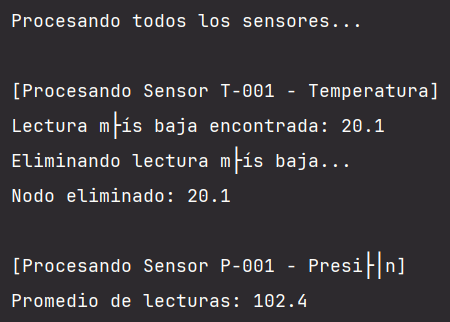 Procesando todos los sensores...
[Procesando Sensor T-001 - Temperatura]
Lectura m├ís baja encontrada: 20.1
Eliminando lectura m├ís baja...
Nodo eliminado: 20.1
[Procesando Sensor P-001 - Presi├│n]
Promedio de lecturas: 102.4